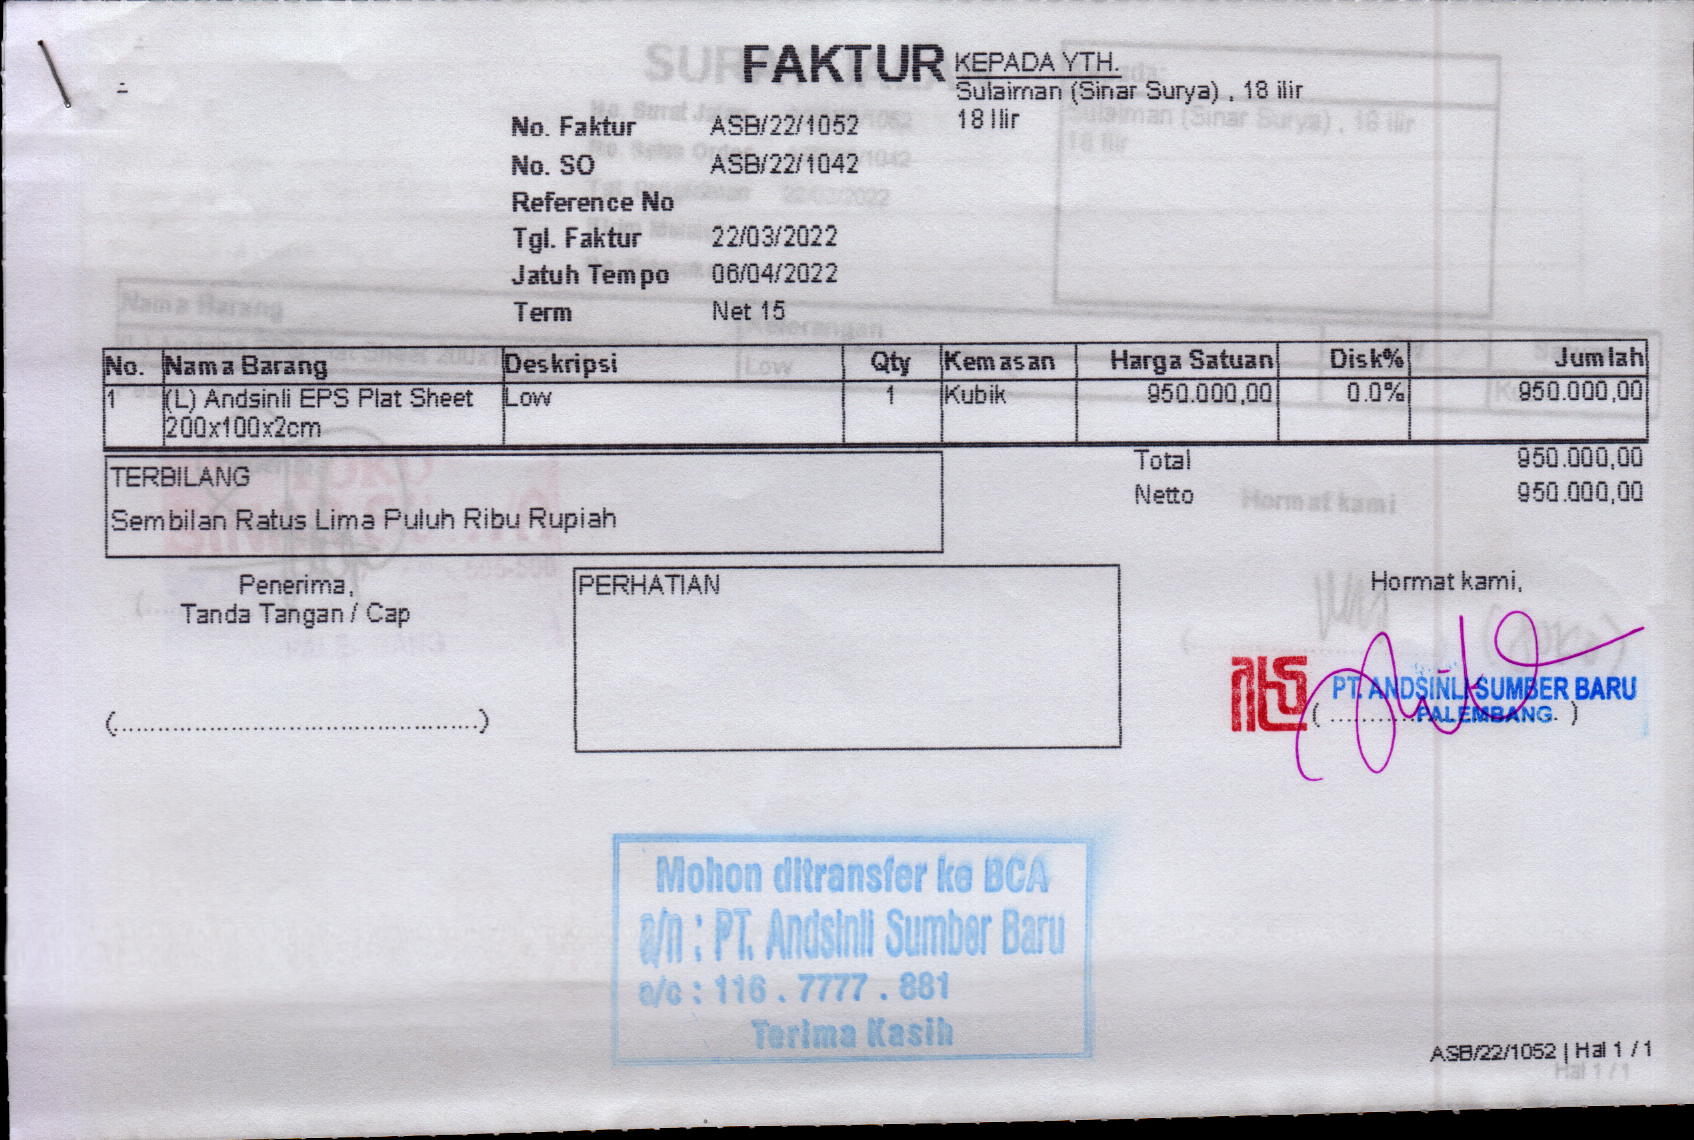 FAKTUR
KEPADA YTH.
Sulaiman (Sinar Surya) , 18 ilir
18 Ilir
No. Faktur ASB/22/1052
No. SO ASB/22/1042
Reference No
Tgl. Faktur 22/03/2022
Jatuh Tempo 06/04/2022
Term Net 15
No. Nama Barang Deskripsi Qty Kemasan Harga Satuan Disk% Jumlah
1 (L) Andsinli EPS Plat Sheet Low 1 Kubik 950.000,00 0.0% 950.000,00
200x100x2cm
Total 950.000,00
Netto 950.000,00
TERBILANG
Sembilan Ratus Lima Puluh Ribu Rupiah
Penerima,
Tanda Tangan / Cap
(................................................)
PERHATIAN
Hormat kami,
PT. ANDSINLI SUMBER BARU
PALEMBANG
Mohon ditransfer ke BCA
a/n : PT. Andsinli Sumber Baru
a/c : 116 . 7777 . 881
Terima Kasih
ASB/22/1052 | Hal 1 / 1